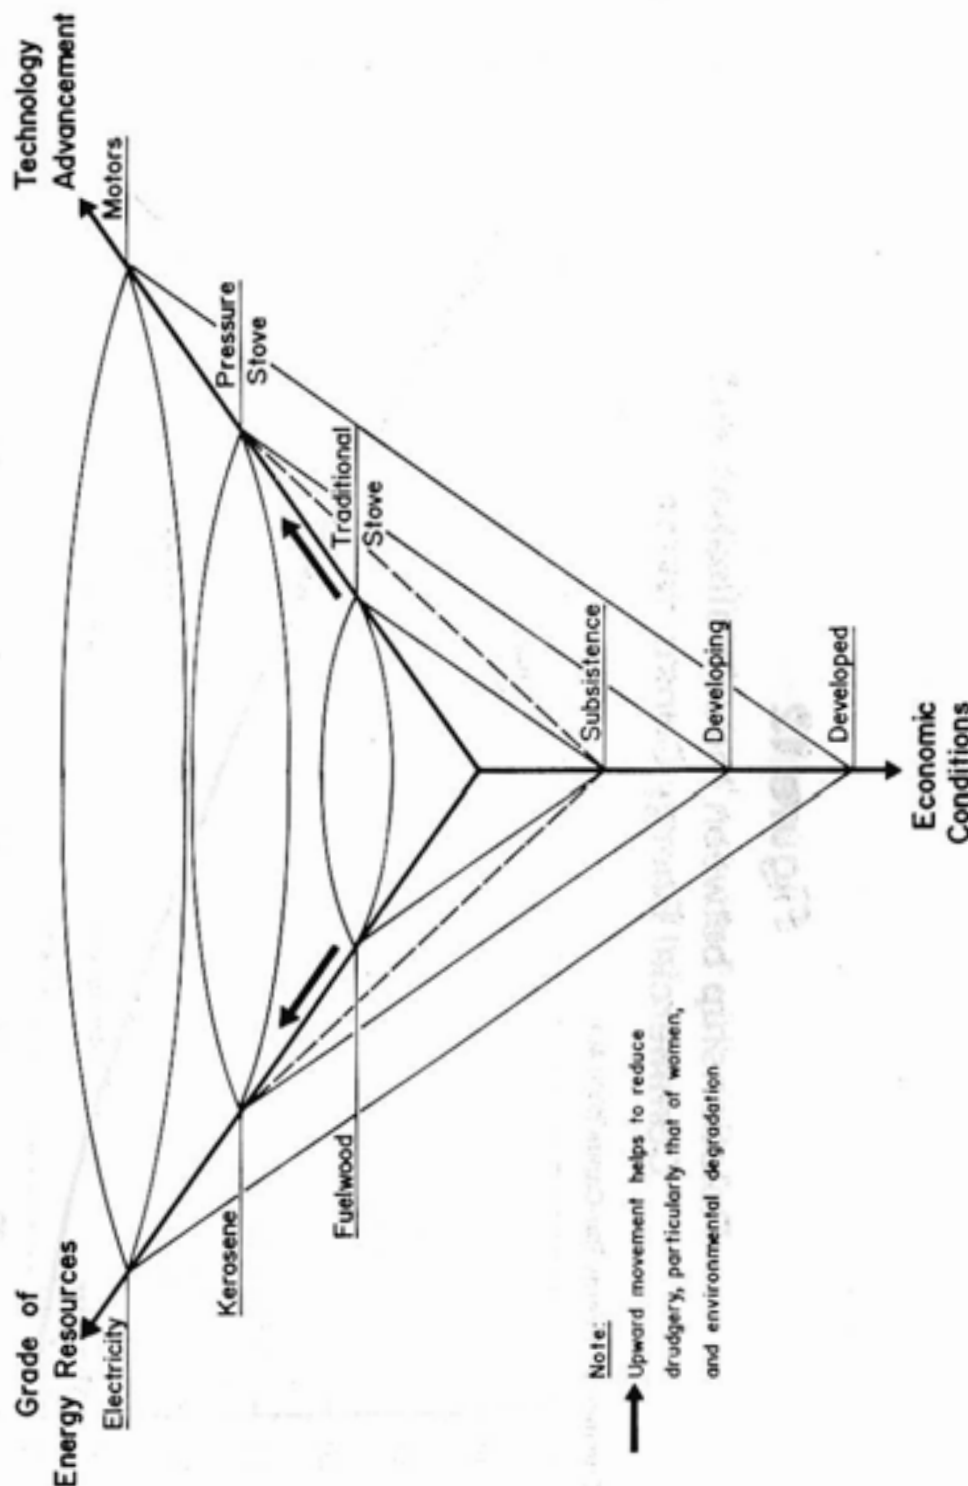 Grade of
Energy Resources
Technology
Advancement
Electricity
Motors
Kerosene
Pressure
Stove
Fuelwood
Traditional
Stove
Subsistence
Developing
Developed
Economic
Conditions
Note:
Upward movement helps to reduce
drudgery, particularly that of women,
and environmental degradation